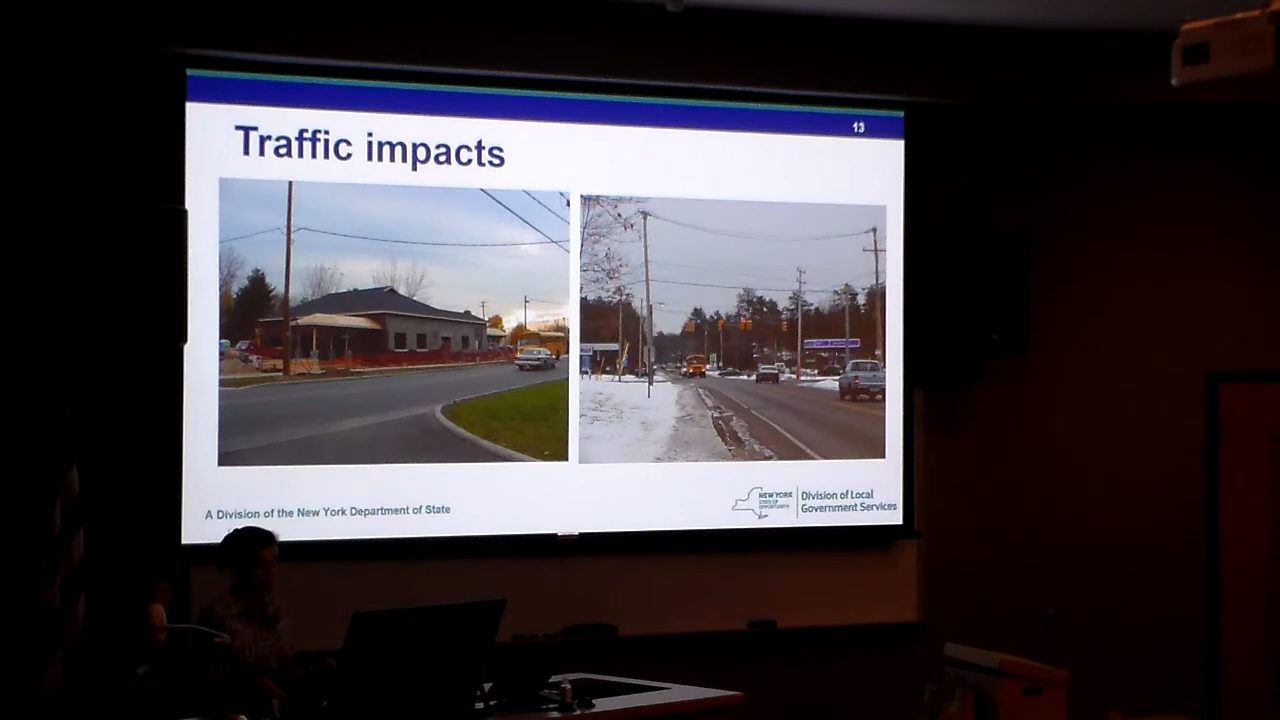 13
Traffic impacts
A Division of the New York Department of State
NEW YORK
STATE OF
OPPORTUNITY
Division of Local
Government Services